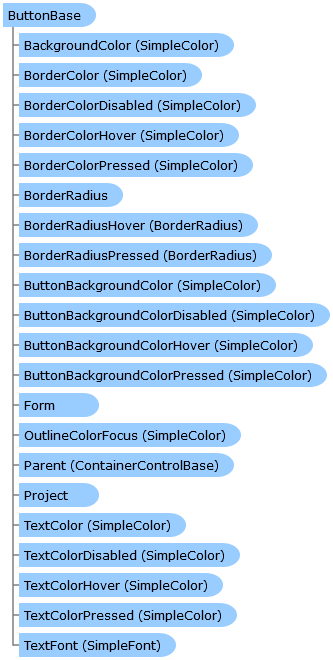 ButtonBase
BackgroundColor (SimpleColor)
BorderColor (SimpleColor)
BorderColorDisabled (SimpleColor)
BorderColorHover (SimpleColor)
BorderColorPressed (SimpleColor)
BorderRadius
BorderRadiusHover (BorderRadius)
BorderRadiusPressed (BorderRadius)
ButtonBackgroundColor (SimpleColor)
ButtonBackgroundColorDisabled (SimpleColor)
ButtonBackgroundColorHover (SimpleColor)
ButtonBackgroundColorPressed (SimpleColor)
Form
OutlineColorFocus (SimpleColor)
Parent (ContainerControlBase)
Project
TextColor (SimpleColor)
TextColorDisabled (SimpleColor)
TextColorHover (SimpleColor)
TextColorPressed (SimpleColor)
TextFont (SimpleFont)